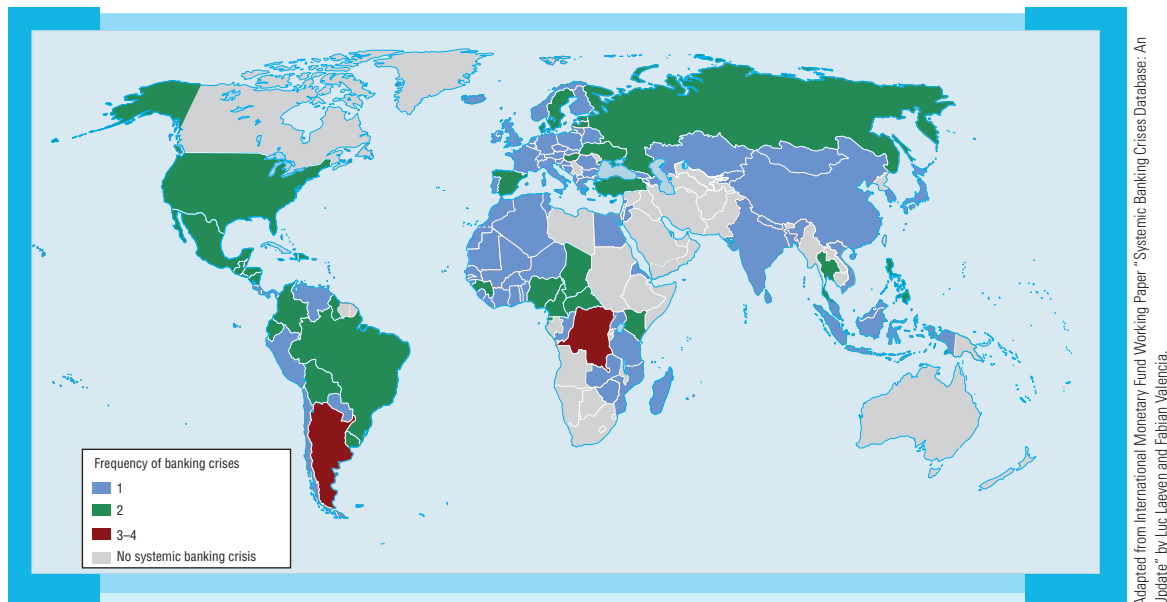 Frequency of banking crises
1
2
3–4
No systemic banking crisis
Adapted from International Monetary Fund Working Paper “Systemic Banking Crises Database: An
Update” by Luc Laeven and Fabian Valencia.